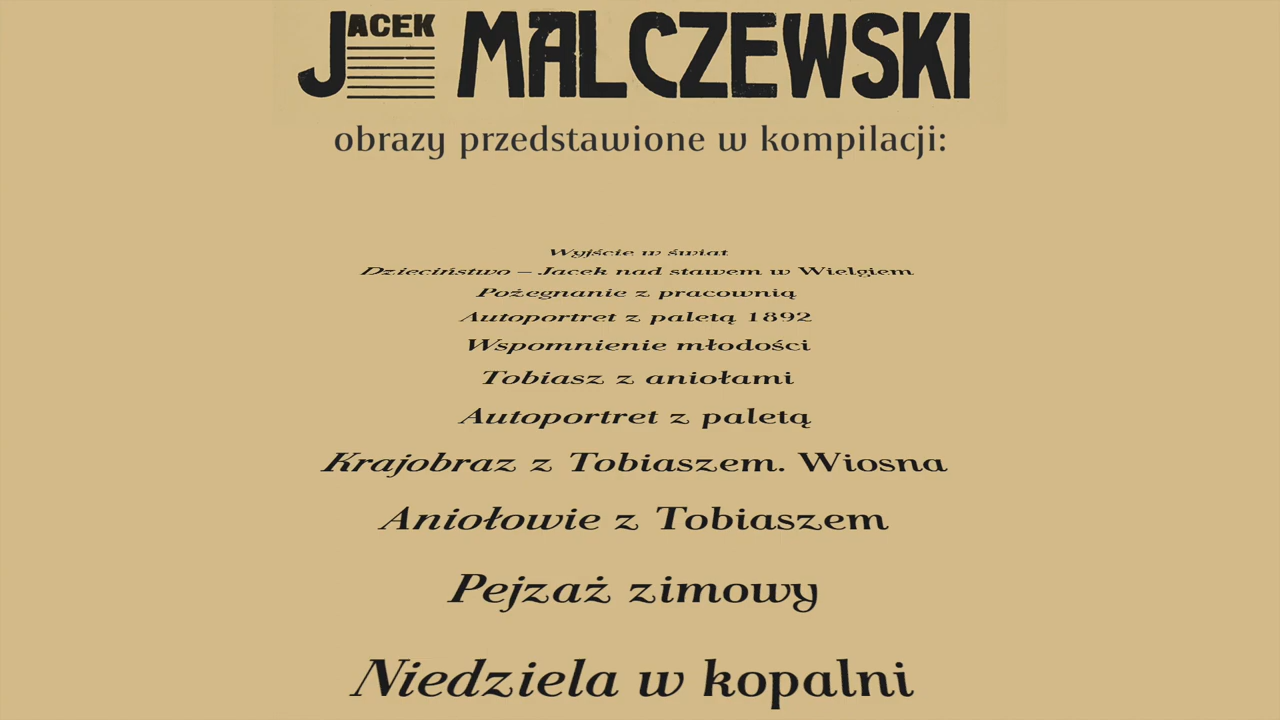 JACEK MALCZEWSKI
obrazy przedstawione w kompilacji:
Wyjście w świat
Dzieciństwo – Jacek nad stawem w Wielgiem
Pożegnanie z pracownią
Autoportret z paletą 1892
Wspomnienie młodości
Tobiasz z aniołami
Autoportret z paletą
Krajobraz z Tobiaszem. Wiosna
Aniołowie z Tobiaszem
Pejzaż zimowy
Niedziela w kopalni